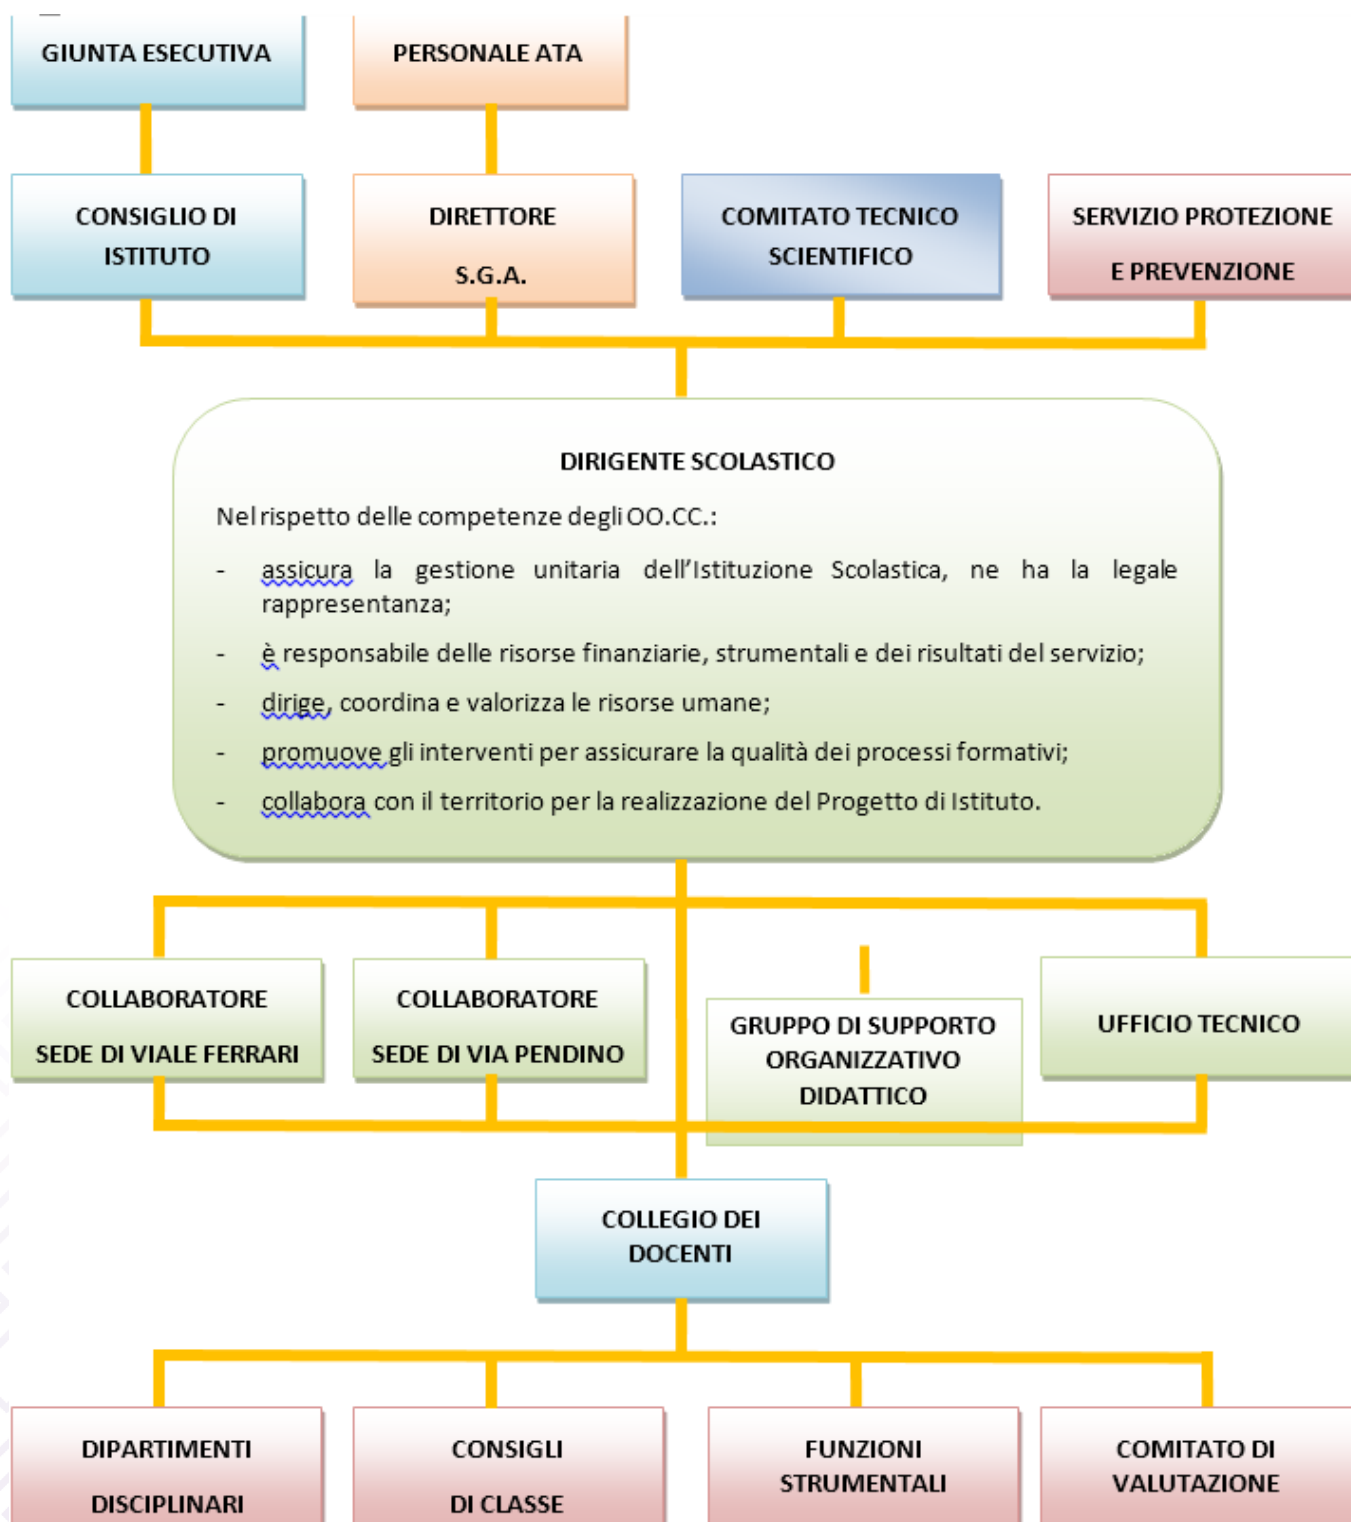 GIUNTA ESECUTIVA
PERSONALE ATA
CONSIGLIO DI
ISTITUTO
DIRETTORE
S.G.A.
COMITATO TECNICO
SCIENTIFICO
SERVIZIO PROTEZIONE
E PREVENZIONE
DIRIGENTE SCOLASTICO
Nel rispetto delle competenze degli OO.CC.:
- assicura la gestione unitaria dell'Istituzione Scolastica, ne ha la legale
rappresentanza;
- è responsabile delle risorse finanziarie, strumentali e dei risultati del servizio;
- dirige, coordina e valorizza le risorse umane;
- promuove gli interventi per assicurare la qualità dei processi formativi;
- collabora con il territorio per la realizzazione del Progetto di Istituto.
COLLABORATORE
SEDE DI VIALE FERRARI
COLLABORATORE
SEDE DI VIA PENDINO
GRUPPO DI SUPPORTO
ORGANIZZATIVO
DIDATTICO
UFFICIO TECNICO
COLLEGIO DEI
DOCENTI
DIPARTIMENTI
DISCIPLINARI
CONSIGLI
DI CLASSE
FUNZIONI
STRUMENTALI
COMITATO DI
VALUTAZIONE